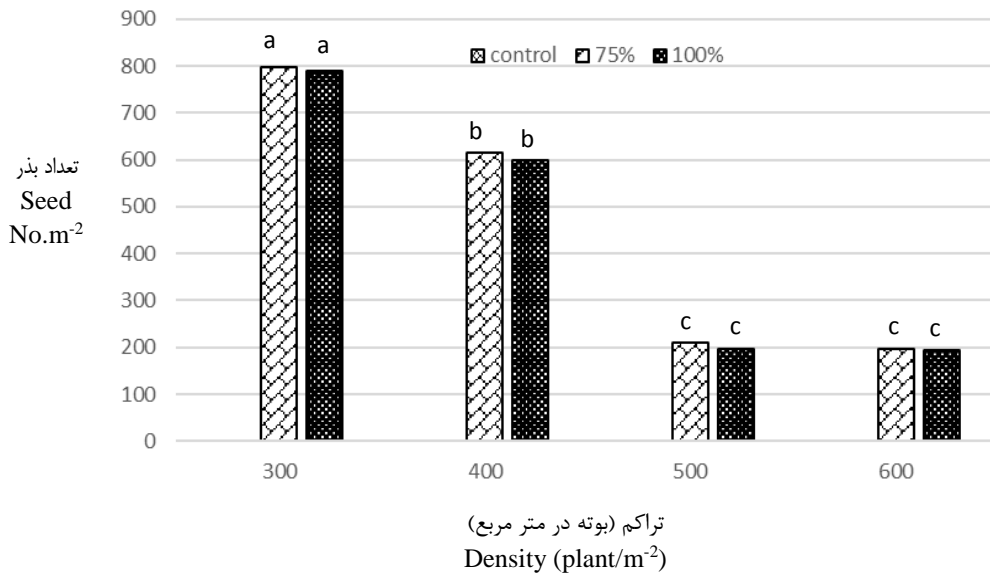 900
800
700
600
500
400
300
200
100
0
control 75% 100%
a a
b b
c c
c c
300 400 500 600
تعداد بذر
Seed
No.m-2
تراکم (بوته در متر مربع)
Density (plant/m-2)